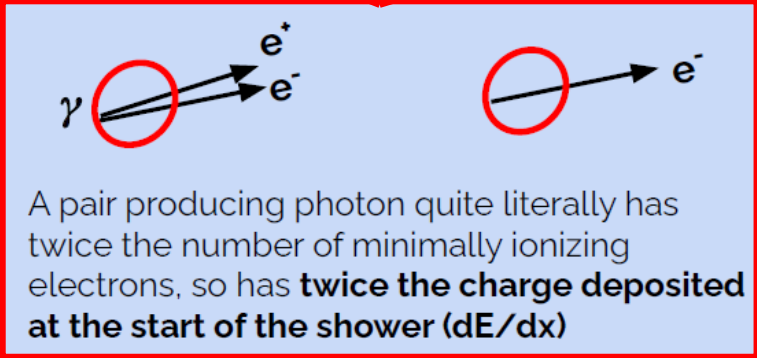 e⁺
γ e⁻
e⁻
A pair producing photon quite literally has
twice the number of minimally ionizing
electrons, so has twice the charge deposited
at the start of the shower (dE/dx)